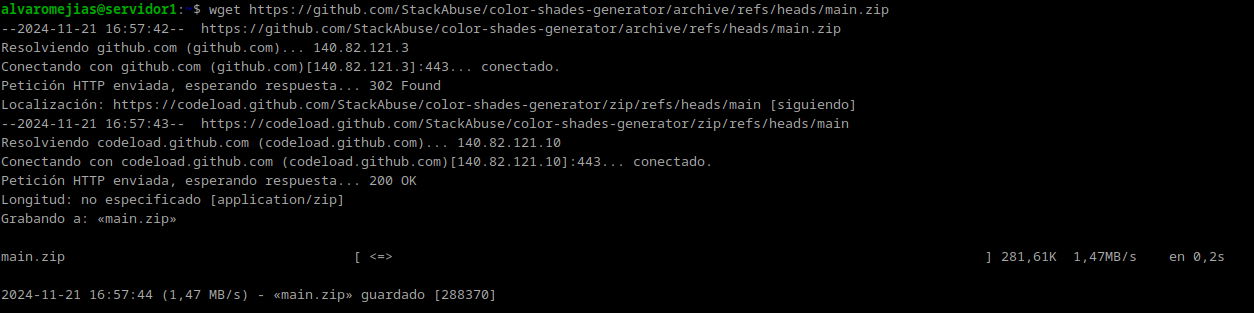 alvaromejias@servidor1:~$ wget https://github.com/StackAbuse/color-shades-generator/archive/refs/heads/main.zip
--2024-11-21 16:57:42--  https://github.com/StackAbuse/color-shades-generator/archive/refs/heads/main.zip
Resolviendo github.com (github.com)... 140.82.121.3
Conectando con github.com (github.com)[140.82.121.3]:443... conectado.
Petición HTTP enviada, esperando respuesta... 302 Found
Localización: https://codeload.github.com/StackAbuse/color-shades-generator/zip/refs/heads/main [siguiendo]
--2024-11-21 16:57:43--  https://codeload.github.com/StackAbuse/color-shades-generator/zip/refs/heads/main
Resolviendo codeload.github.com (codeload.github.com)... 140.82.121.10
Conectando con codeload.github.com (codeload.github.com)[140.82.121.10]:443... conectado.
Petición HTTP enviada, esperando respuesta... 200 OK
Longitud: no especificado [application/zip]
Grabando a: «main.zip»
main.zip [ <=> ] 281,61K 1,47MB/s en 0,2s
2024-11-21 16:57:44 (1,47 MB/s) - «main.zip» guardado [288370]